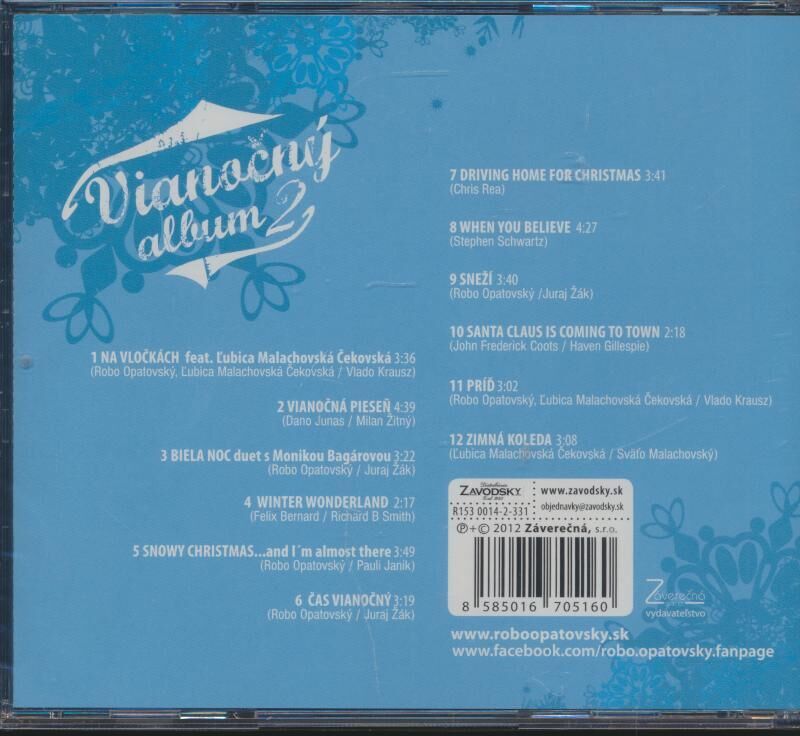 Vianočný
album 2
1 NA VLOČKÁCH feat. Ľubica Malachovská Čekovská 3:36
(Robo Opatovský, Ľubica Malachovská Čekovská / Vlado Krausz)
2 VIANOČNÁ PIESEŇ 4:39
(Dano Junas / Milan Žitný)
3 BIELA NOC duet s Monikou Bagárovou 3:22
(Robo Opatovský / Juraj Žák)
4 WINTER WONDERLAND 2:17
(Felix Bernard / Richard B Smith)
5 SNOWY CHRISTMAS...and I´m almost there 3:49
(Robo Opatovský / Pauli Janik)
6 ČAS VIANOČNÝ 3:19
(Robo Opatovský / Juraj Žák)
7 DRIVING HOME FOR CHRISTMAS 3:41
(Chris Rea)
8 WHEN YOU BELIEVE 4:27
(Stephen Schwartz)
9 SNEŽÍ 3:40
(Robo Opatovský /Juraj Žák)
10 SANTA CLAUS IS COMING TO TOWN 2:18
(John Frederick Coots / Haven Gillespie)
11 PRÍĎ 3:02
(Robo Opatovský, Ľubica Malachovská Čekovská / Vlado Krausz)
12 ZIMNÁ KOLEDA 3:08
(Ľubica Malachovská Čekovská / Sväťo Malachovský)
Distribúcia
ZAVODSKY
www.zavodsky.sk
R153 0014-2-331
objednavky@zavodsky.sk
℗+© 2012 Záverečná, s.r.o.
8 585016 705160
Záverečná
vydavateľstvo
www.roboopatovsky.sk
www.facebook.com/robo.opatovsky.fanpage